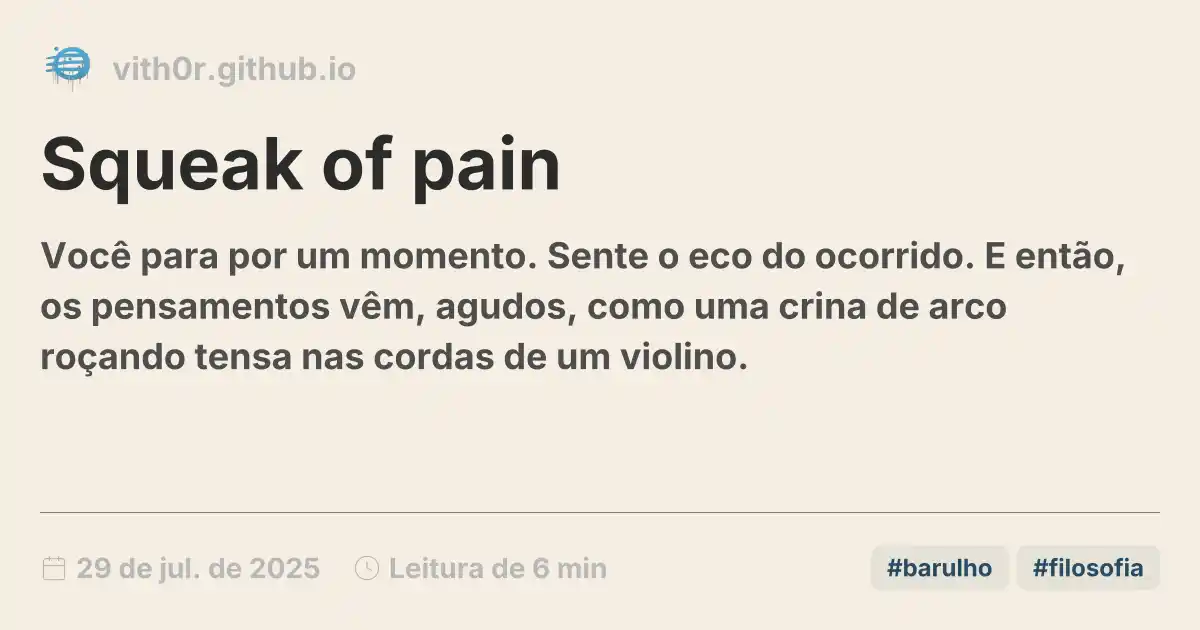 vith0r.github.io
Squeak of pain
Você para por um momento. Sente o eco do ocorrido. E então,
os pensamentos vêm, agudos, como uma crina de arco
roçando tensa nas cordas de um violino.
29 de jul. de 2025 Leitura de 6 min #barulho #filosofia